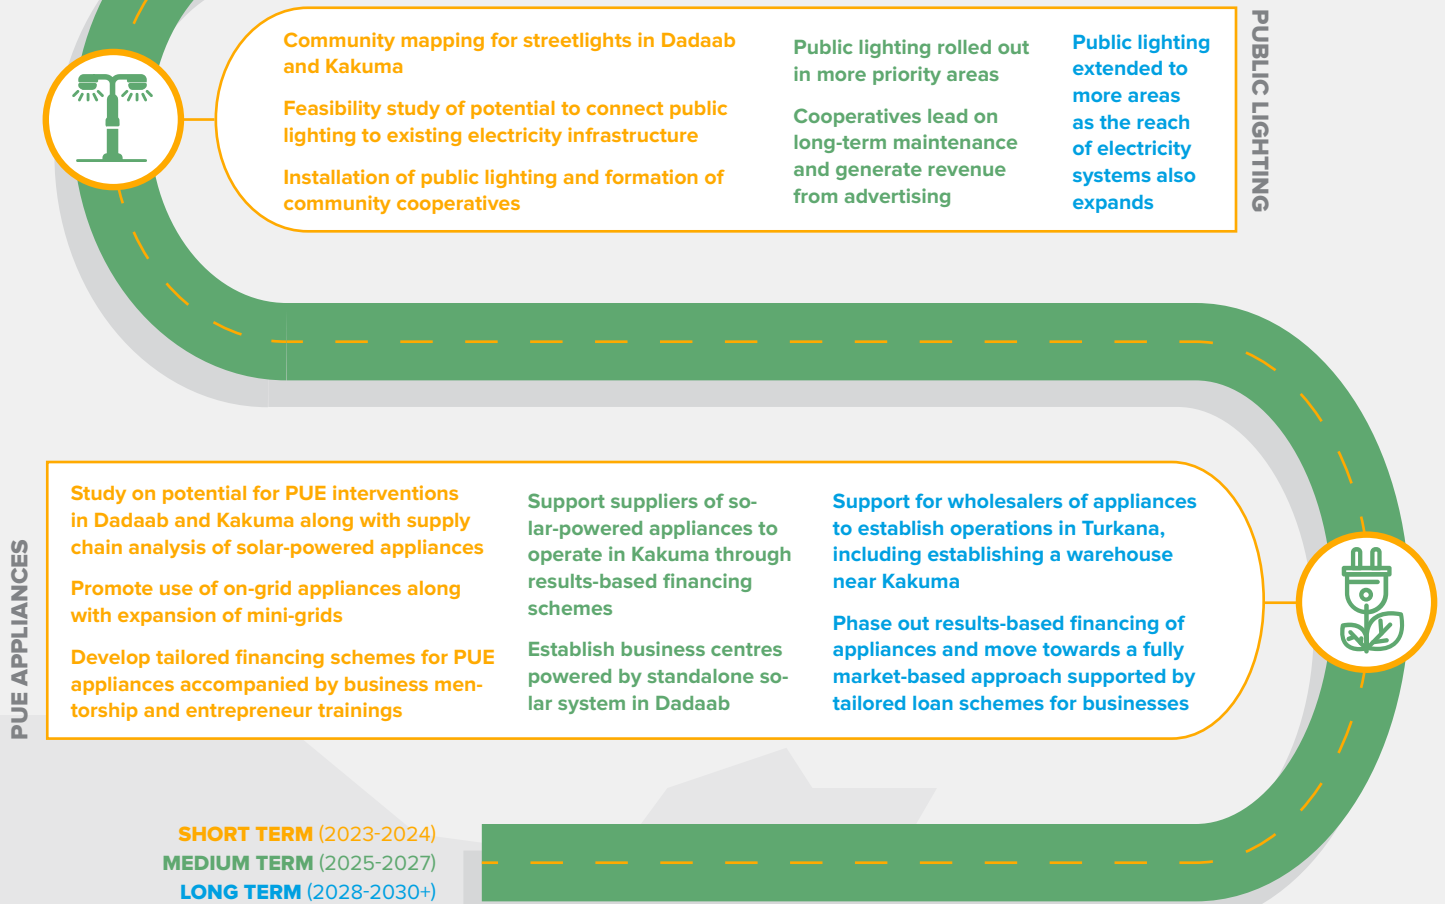 Community mapping for streetlights in Dadaab
and Kakuma
Feasibility study of potential to connect public
lighting to existing electricity infrastructure
Installation of public lighting and formation of
community cooperatives
Public lighting rolled out
in more priority areas
Cooperatives lead on
long-term maintenance
and generate revenue
from advertising
Public lighting
extended to
more areas
as the reach
of electricity
systems also
expands
PUBLIC LIGHTING
PUE APPLIANCES
Study on potential for PUE interventions
in Dadaab and Kakuma along with supply
chain analysis of solar-powered appliances
Promote use of on-grid appliances along
with expansion of mini-grids
Develop tailored financing schemes for PUE
appliances accompanied by business men-
torship and entrepreneur trainings
Support suppliers of so-
lar-powered appliances to
operate in Kakuma through
results-based financing
schemes
Establish business centres
powered by standalone so-
lar system in Dadaab
Support for wholesalers of appliances
to establish operations in Turkana,
including establishing a warehouse
near Kakuma
Phase out results-based financing of
appliances and move towards a fully
market-based approach supported by
tailored loan schemes for businesses
SHORT TERM (2023-2024)
MEDIUM TERM (2025-2027)
LONG TERM (2028-2030+)